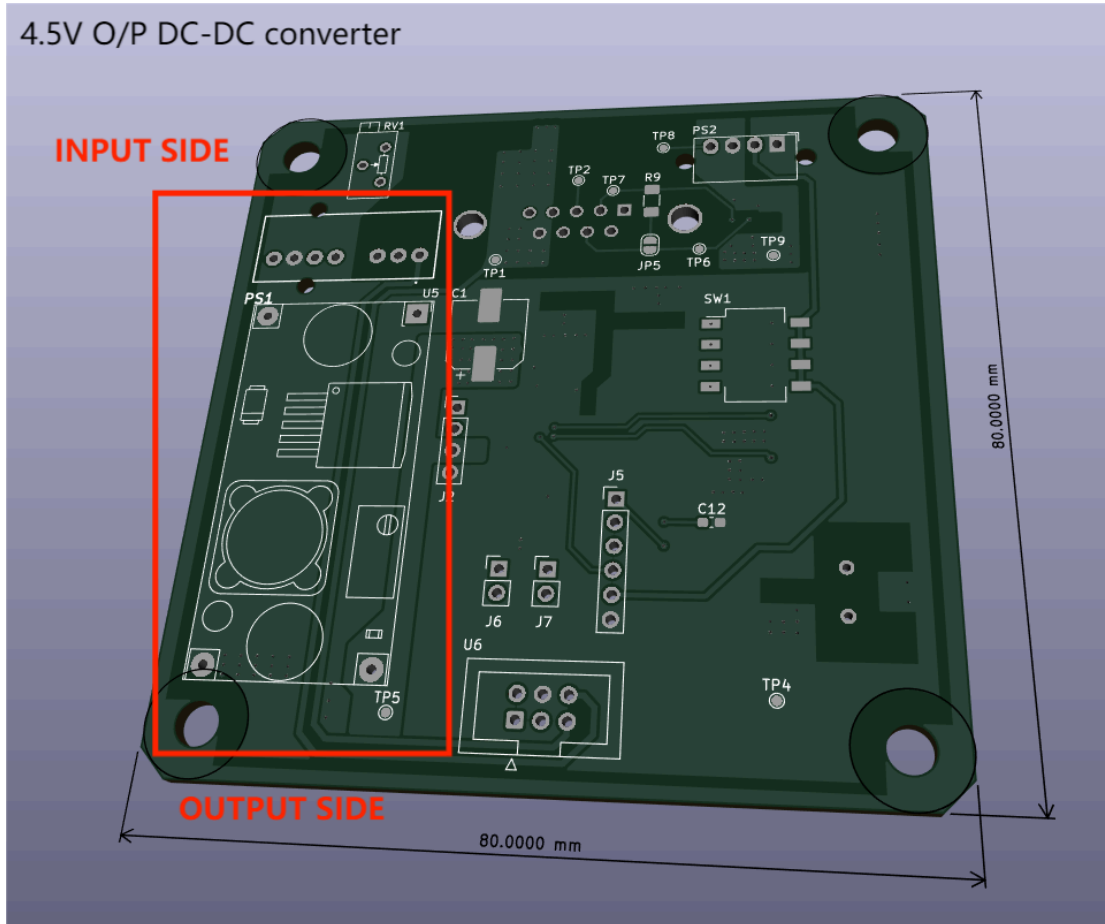 4.5V O/P DC-DC converter
INPUT SIDE
RV1
TP8
PS2
TP2
TP7
R9
TP1
JP5
TP6
TP9
PS1
U5
C1
SW1
+
J2
J5
C12
J6
J7
U6
TP5
TP4
OUTPUT SIDE
80.0000 mm
80.0000 mm